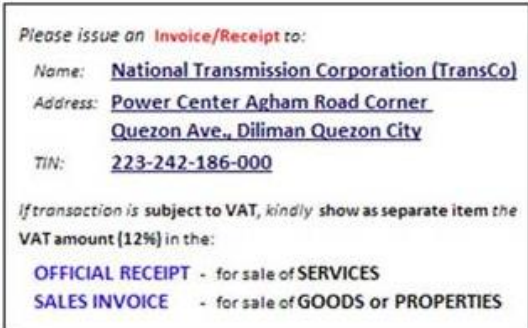 Please issue an Invoice/Receipt to:
Name: National Transmission Corporation (TransCo)
Address: Power Center Agham Road Corner
Quezon Ave., Diliman Quezon City
TIN: 223-242-186-000
If transaction is subject to VAT, kindly show as separate item the
VAT amount (12%) in the:
OFFICIAL RECEIPT - for sale of SERVICES
SALES INVOICE - for sale of GOODS or PROPERTIES